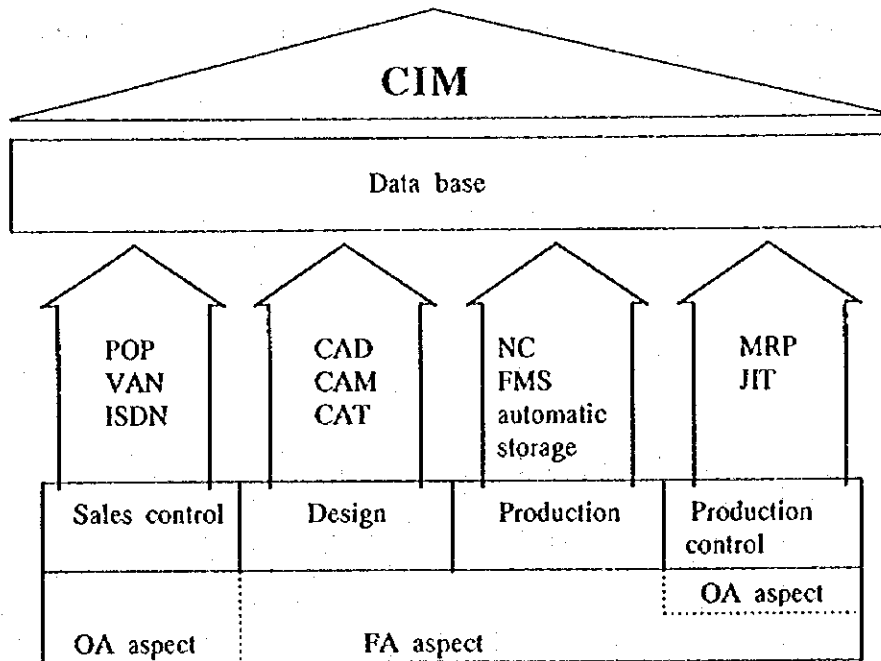 CIM
Data base
POP
VAN
ISDN
CAD
CAM
CAT
NC
FMS
automatic
storage
MRP
JIT
Sales control
Design
Production
Production
control
OA aspect
OA aspect
FA aspect